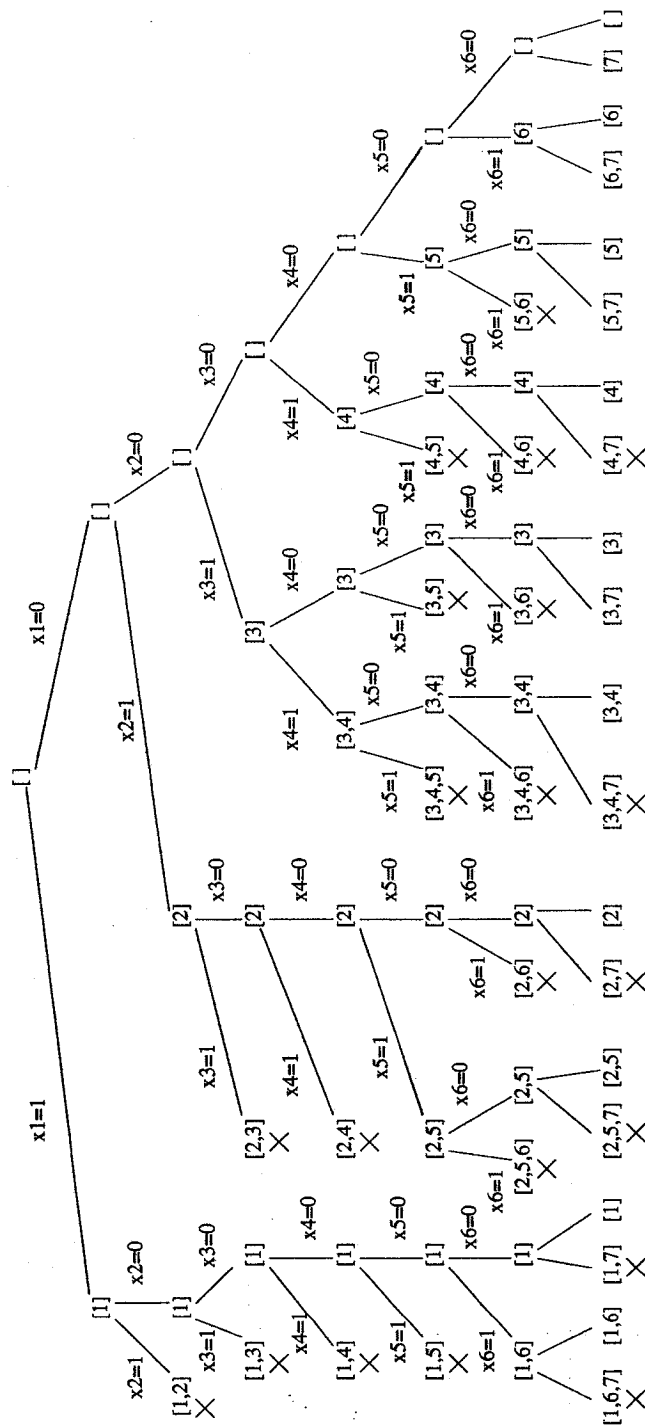 [ ]
x1=1 x1=0
[1] [ ]
x2=1 x2=0 x2=1 x2=0
[1,2] [1] [2] [ ]
x3=1 x3=0 x3=1 x3=0 x3=1 x3=0
[1,3] [1] [2,3] [2] [3] [ ]
x4=1 x4=0 x4=1 x4=0 x4=1 x4=0 x4=1 x4=0
[1,4] [1] [2,4] [2] [3,4] [3] [4] [ ]
x5=1 x5=0 x5=1 x5=0 x5=1 x5=0 x5=1 x5=0 x5=1 x5=0 x5=1 x5=0
[1,5] [1] [2,5] [2] [3,4,5] [3,4] [3,5] [3] [4,5] [4] [5] [ ]
x6=1 x6=0 x6=1 x6=0 x6=1 x6=0 x6=1 x6=0 x6=1 x6=0 x6=1 x6=0 x6=1 x6=0 x6=1 x6=0
[1,6] [1] [2,5,6] [2,5] [2,6] [2] [3,4,6] [3,4] [3,6] [3] [4,6] [4] [5,6] [5] [6] [ ]
[1,6,7] [1,6] [1,7] [1] [2,5,7] [2,5] [2,7] [2] [3,4,7] [3,4] [3,7] [3] [4,7] [4] [5,7] [5] [6,7] [6] [7] [ ]